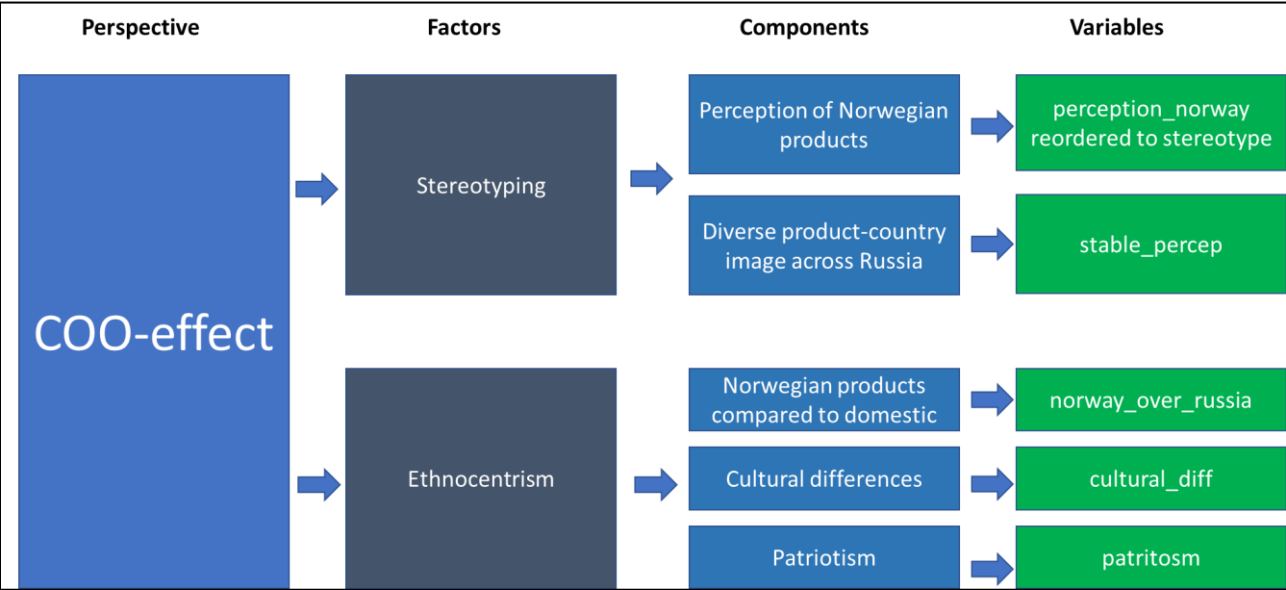 Perspective
Factors
Components
Variables
COO-effect
Stereotyping
Perception of Norwegian
products
perception_norway
reordered to stereotype
Diverse product-country
image across Russia
stable_percep
Ethnocentrism
Norwegian products
compared to domestic
norway_over_russia
Cultural differences
cultural_diff
Patriotism
patritosm